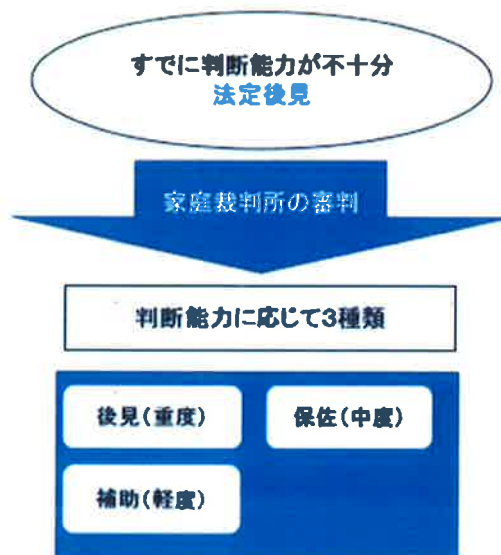 すでに判断能力が不十分
法定後見
家庭裁判所の審判
判断能力に応じて3種類
後見(重度)
保佐(中度)
補助(軽度)